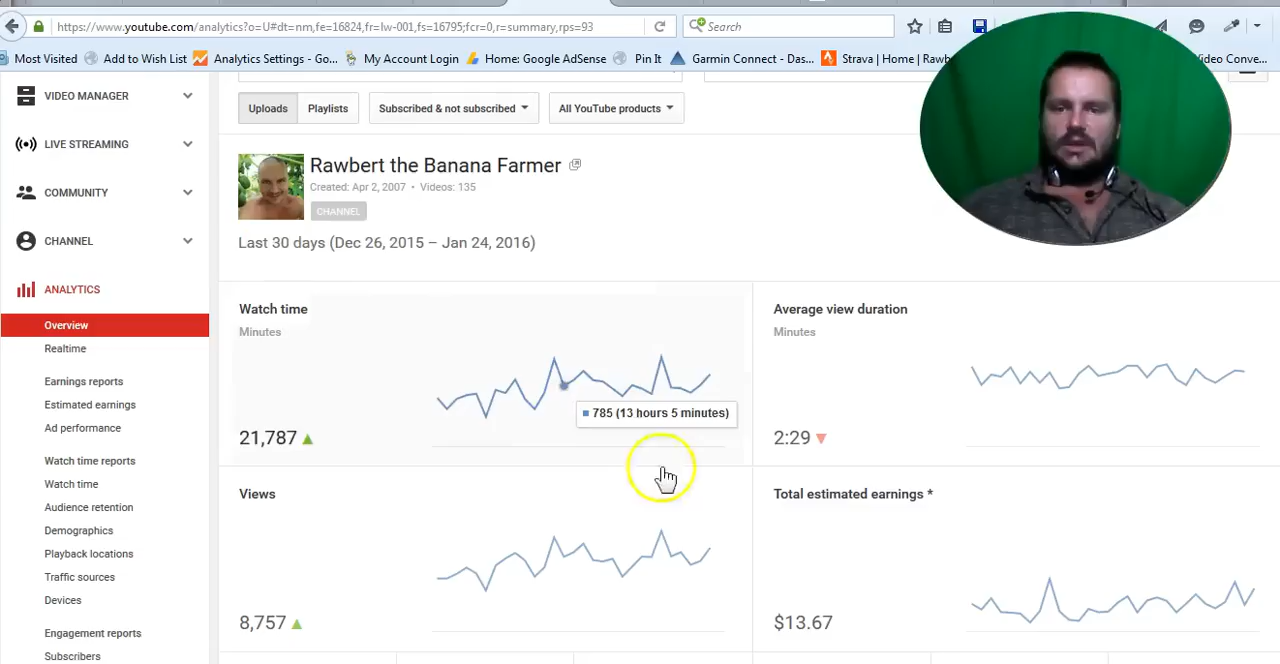 https://www.youtube.com/analytics?o=U#dt=nm,fe=16824,fr=lw-001,fs=16795;fcr=0,r=summary,rps=93
Search
Most Visited Add to Wish List Analytics Settings - Go... My Account Login Home: Google AdSense Pin It Garmin Connect - Das... Strava | Home | Rawb
Conve...
VIDEO MANAGER
Uploads Playlists Subscribed & not subscribed All YouTube products
LIVE STREAMING
Rawbert the Banana Farmer
Created: Apr 2, 2007 • Videos: 135
COMMUNITY
CHANNEL
CHANNEL
Last 30 days (Dec 26, 2015 – Jan 24, 2016)
ANALYTICS
Watch time
Minutes
785 (13 hours 5 minutes)
21,787
Average view duration
Minutes
2:29
Overview
Realtime
Earnings reports
Estimated earnings
Ad performance
Watch time reports
Watch time
Audience retention
Demographics
Playback locations
Traffic sources
Devices
Engagement reports
Subscribers
Views
8,757
Total estimated earnings *
$13.67